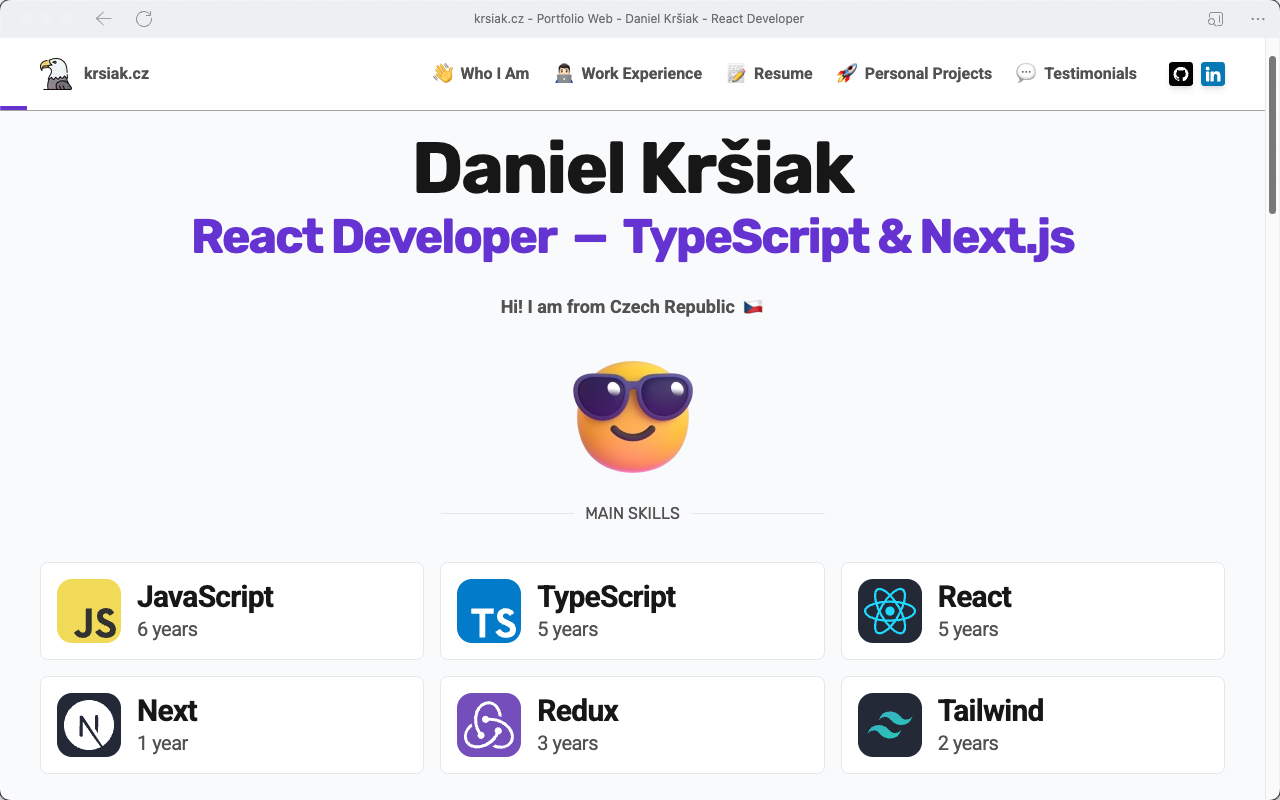 krsiak.cz - Portfolio Web - Daniel Kršiak - React Developer
krsiak.cz
Who I Am
Work Experience
Resume
Personal Projects
Testimonials
in
Daniel Kršiak
React Developer — TypeScript & Next.js
Hi! I am from Czech Republic 🇨🇿
MAIN SKILLS
JS
JavaScript
6 years
TS
TypeScript
5 years
React
5 years
N
Next
1 year
Redux
3 years
Tailwind
2 years